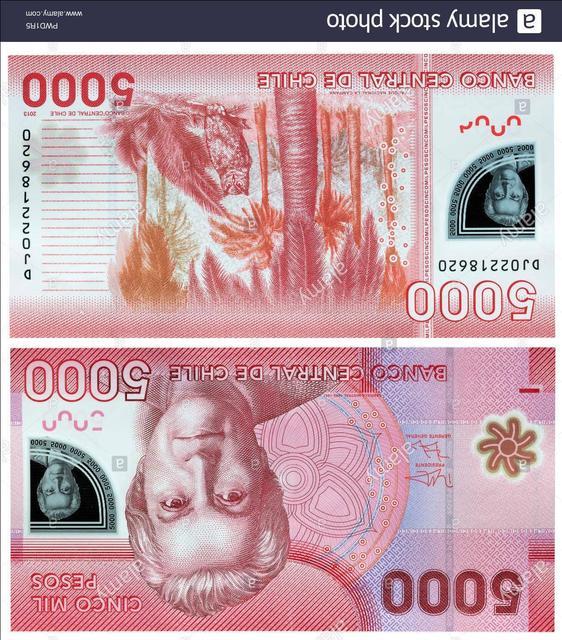 5000
CINCO MIL
PESOS
PRESIDENTE
GERENTE GENERAL
BANCO CENTRAL DE CHILE
5000
5000
DJ02218620
DJ02218620
2013
©BANCO CENTRAL DE CHILE
PARQUE NACIONAL LA CAMPANA
BANCO CENTRAL DE CHILE
5000
a alamy stock photo
PWD1R5
www.alamy.com